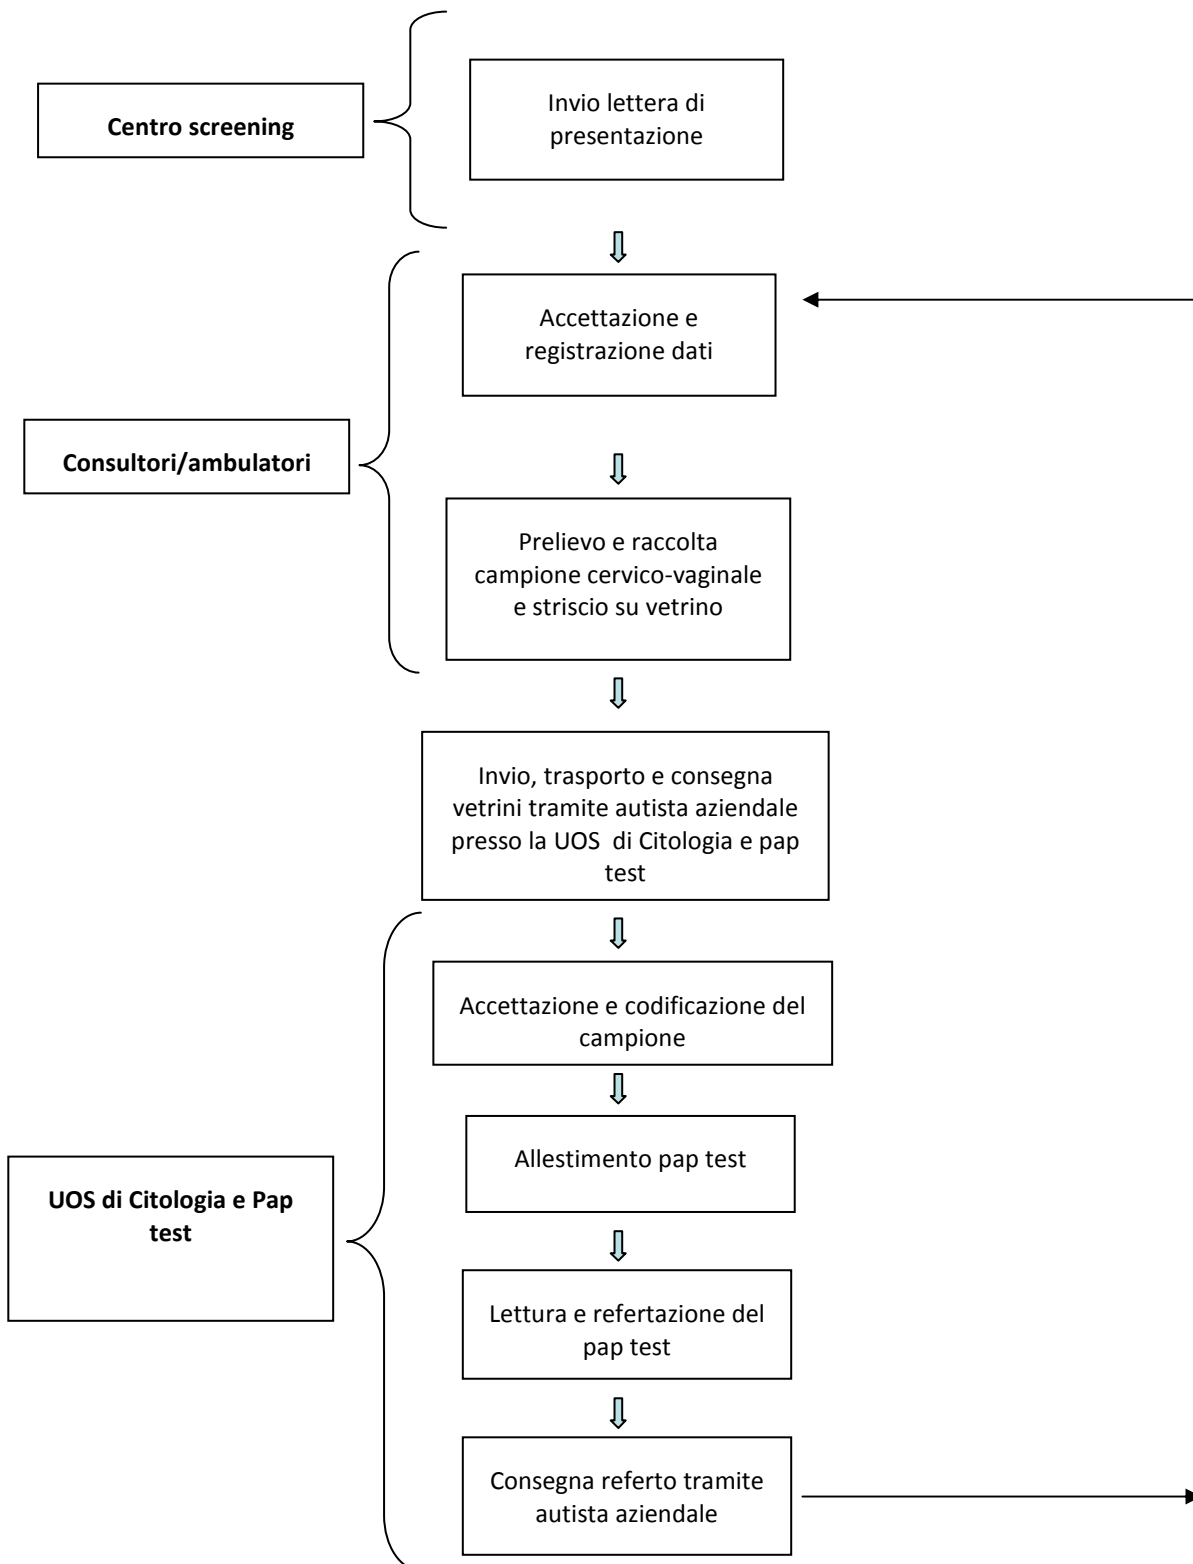 Centro screening
Invio lettera di
presentazione
Accettazione e
registrazione dati
Consultori/ambulatori
Prelievo e raccolta
campione cervico-vaginale
e striscio su vetrino
Invio, trasporto e consegna
vetrini tramite autista aziendale
presso la UOS  di Citologia e pap
test
Accettazione e codificazione del
campione
Allestimento pap test
UOS di Citologia e Pap
test
Lettura e refertazione del
pap test
Consegna referto tramite
autista aziendale